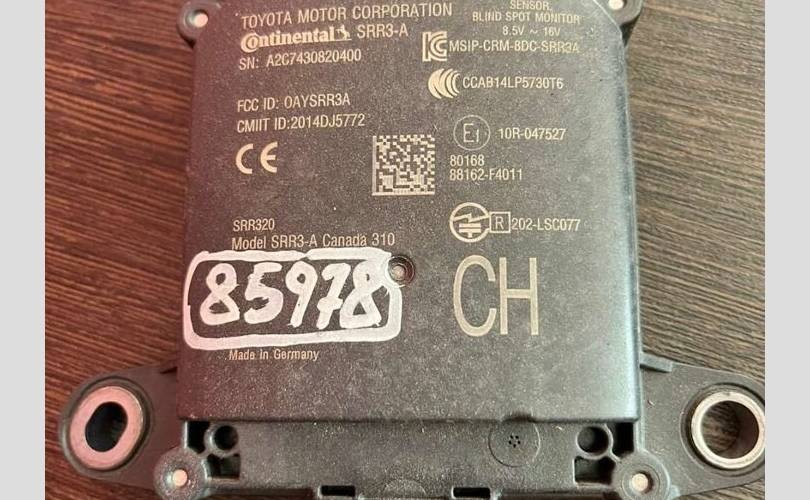 TOYOTA MOTOR CORPORATION
Continental SRR3-A
SN: A2C7430820400
SENSOR,
BLIND SPOT MONITOR
8.5V ~ 16V
MSIP-CRM-8DC-SRR3A
CCAB14LP5730T6
FCC ID: OAYSRR3A
CMIIT ID:2014DJ5772
CE
E1 10R-047527
80168
88162-F4011
R 202-LSC077
SRR320
Model SRR3-A Canada 310
85978
CH
Made In Germany